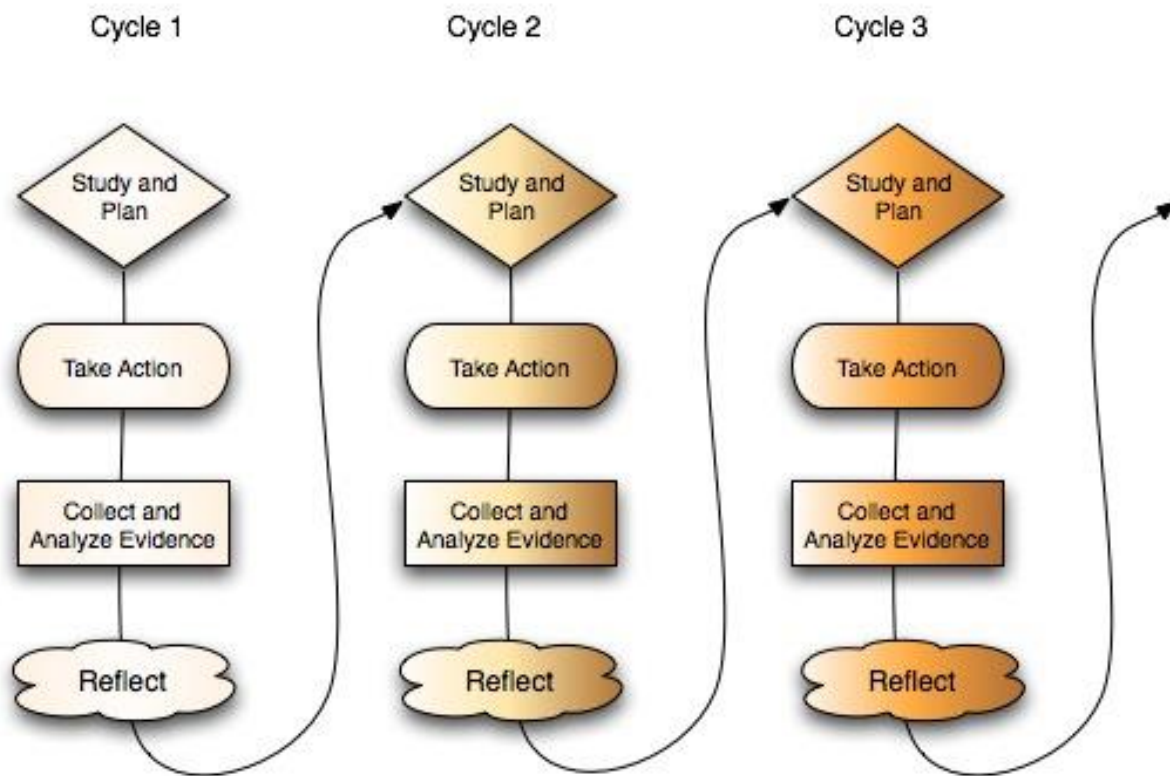 Cycle 1
Study and
Plan
Take Action
Collect and
Analyze Evidence
Reflect
Cycle 2
Study and
Plan
Take Action
Collect and
Analyze Evidence
Reflect
Cycle 3
Study and
Plan
Take Action
Collect and
Analyze Evidence
Reflect